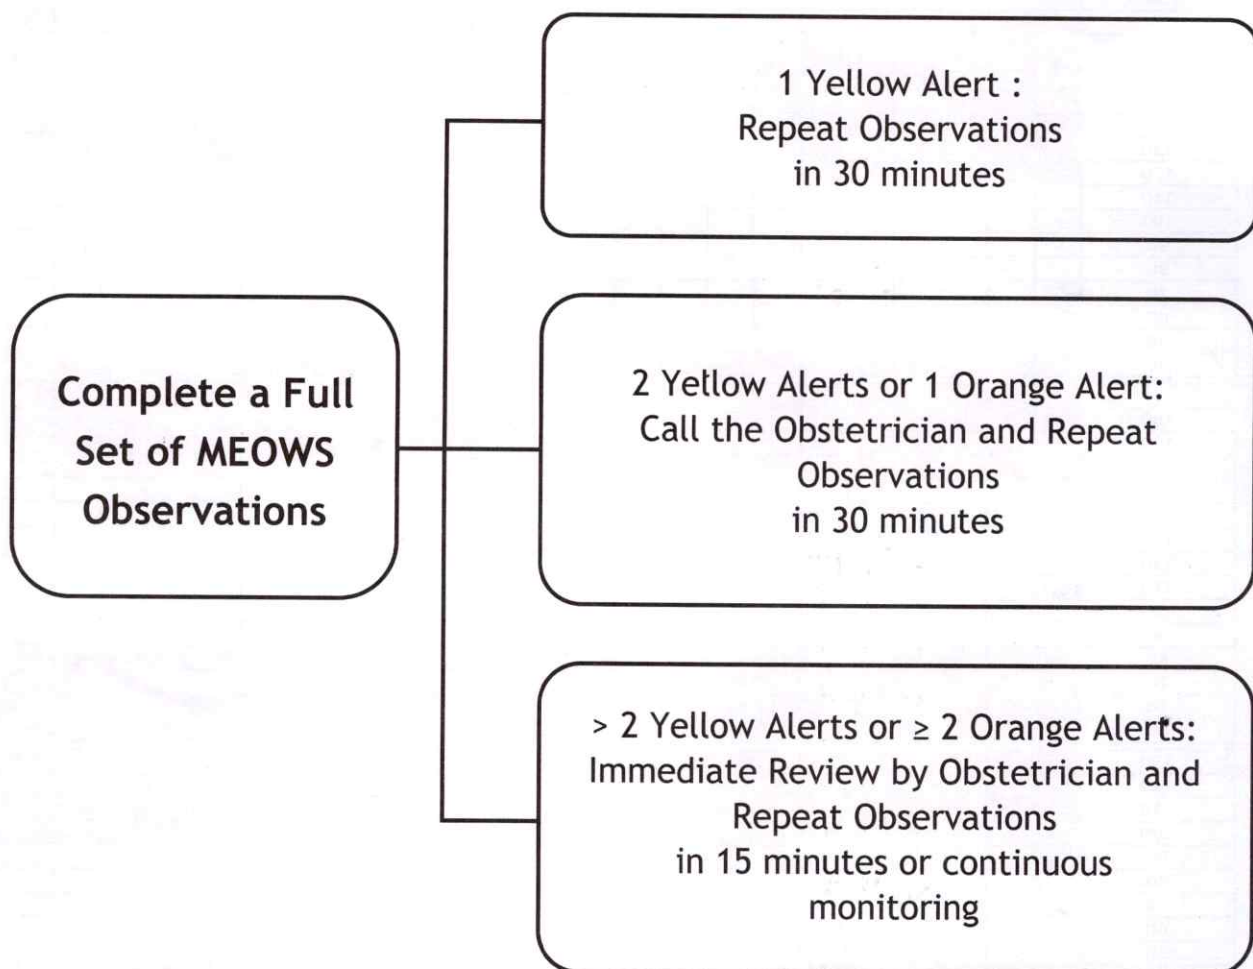 Complete a Full
Set of MEOWS
Observations
1 Yellow Alert :
Repeat Observations
in 30 minutes
2 Yellow Alerts or 1 Orange Alert:
Call the Obstetrician and Repeat
Observations
in 30 minutes
> 2 Yellow Alerts or ≥ 2 Orange Alerts:
Immediate Review by Obstetrician and
Repeat Observations
in 15 minutes or continuous
monitoring